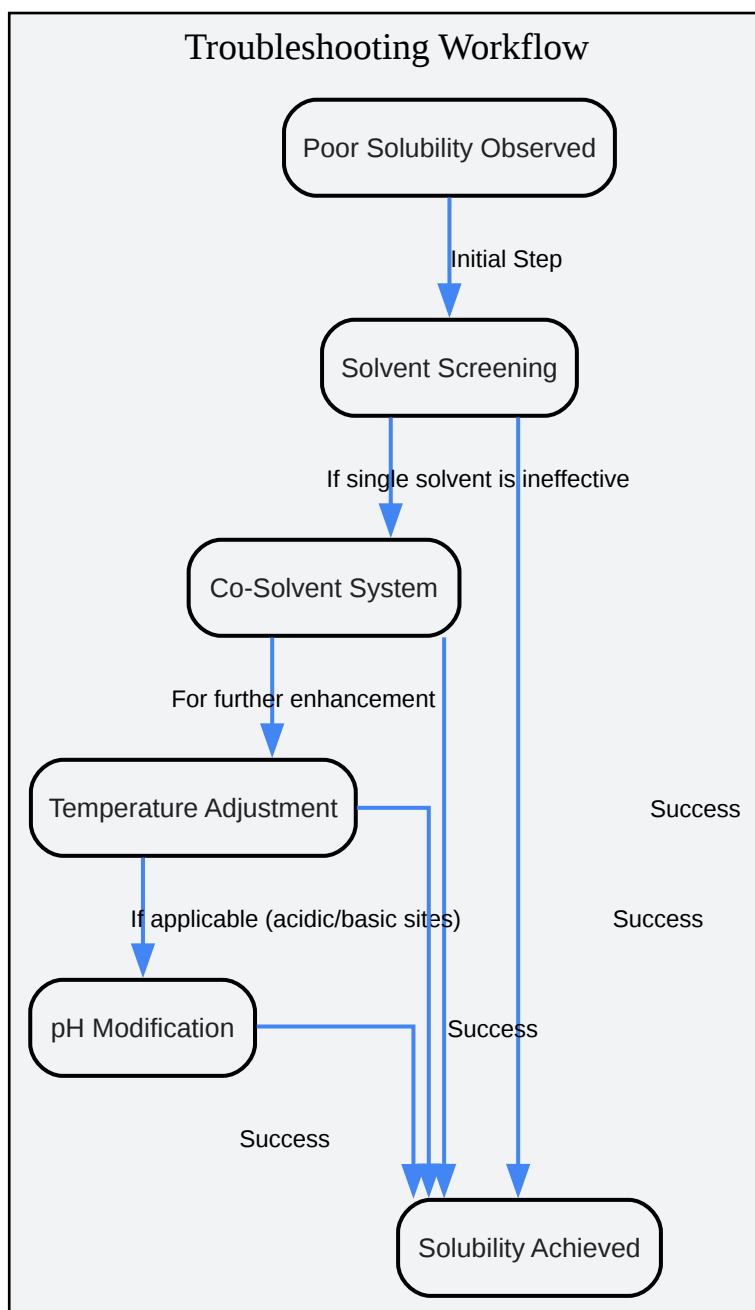 Troubleshooting Workflow
Poor Solubility Observed
Initial Step
Solvent Screening
If single solvent is ineffective
Co-Solvent System
For further enhancement
Temperature Adjustment
Success
If applicable (acidic/basic sites)
Success
pH Modification
Success
Success
Solubility Achieved